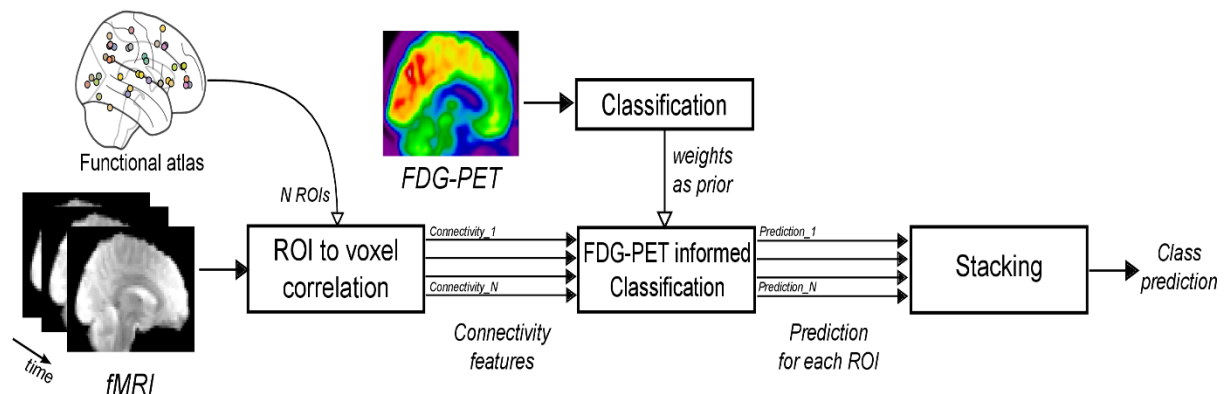 Functional atlas
N ROIs
time
fMRI
ROI to voxel
correlation
Connectivity_1
Connectivity_N
Connectivity
features
FDG-PET
Classification
weights
as prior
FDG-PET informed
Classification
Prediction_1
Prediction_N
Prediction
for each ROI
Stacking
Class
prediction